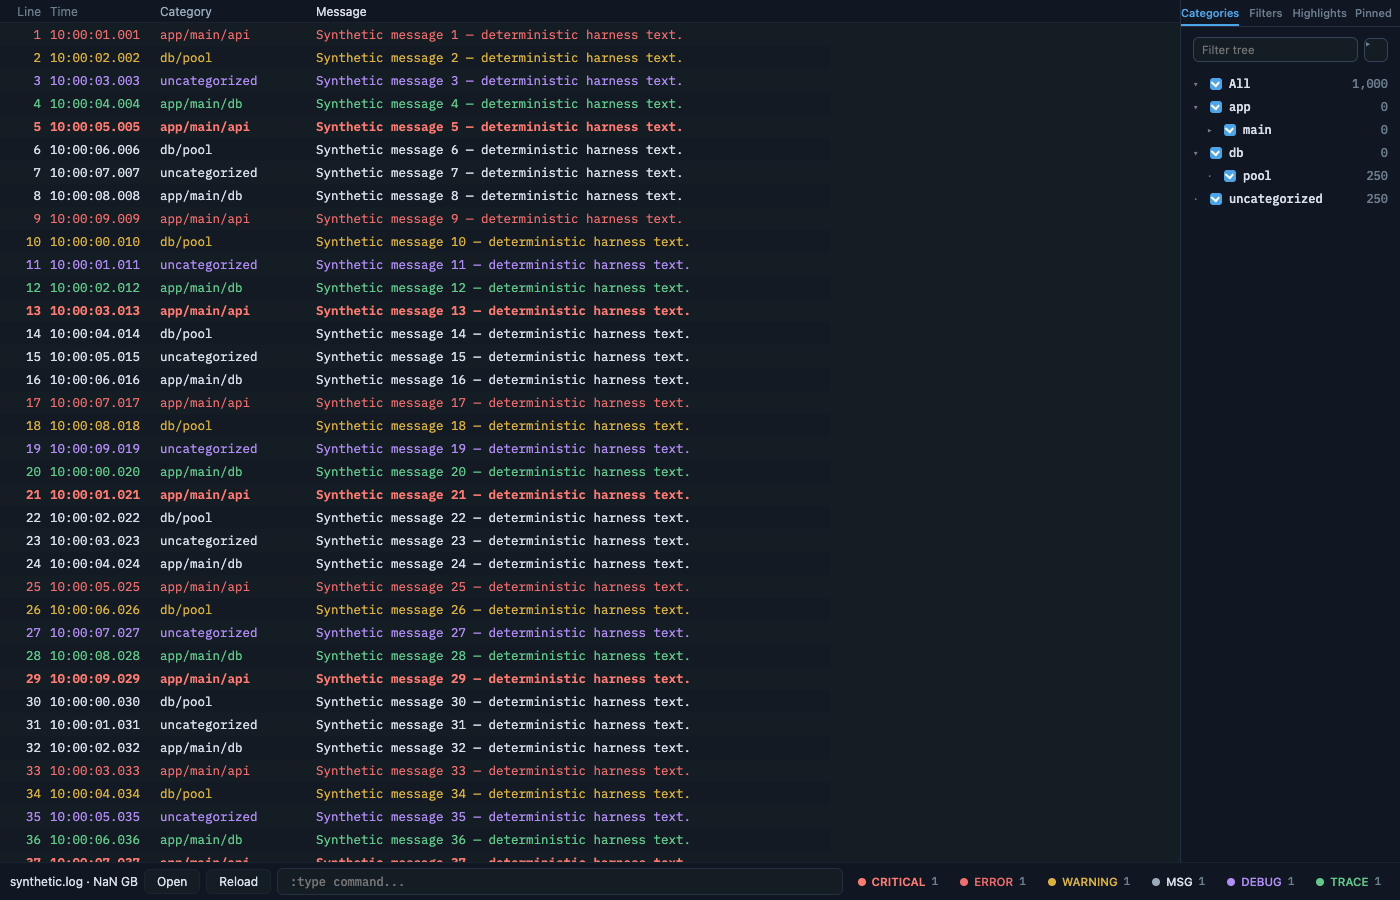 Line Time Category Message
1 10:00:01.001 app/main/api Synthetic message 1 — deterministic harness text.
2 10:00:02.002 db/pool Synthetic message 2 — deterministic harness text.
3 10:00:03.003 uncategorized Synthetic message 3 — deterministic harness text.
4 10:00:04.004 app/main/db Synthetic message 4 — deterministic harness text.
5 10:00:05.005 app/main/api Synthetic message 5 — deterministic harness text.
6 10:00:06.006 db/pool Synthetic message 6 — deterministic harness text.
7 10:00:07.007 uncategorized Synthetic message 7 — deterministic harness text.
8 10:00:08.008 app/main/db Synthetic message 8 — deterministic harness text.
9 10:00:09.009 app/main/api Synthetic message 9 — deterministic harness text.
10 10:00:00.010 db/pool Synthetic message 10 — deterministic harness text.
11 10:00:01.011 uncategorized Synthetic message 11 — deterministic harness text.
12 10:00:02.012 app/main/db Synthetic message 12 — deterministic harness text.
13 10:00:03.013 app/main/api Synthetic message 13 — deterministic harness text.
14 10:00:04.014 db/pool Synthetic message 14 — deterministic harness text.
15 10:00:05.015 uncategorized Synthetic message 15 — deterministic harness text.
16 10:00:06.016 app/main/db Synthetic message 16 — deterministic harness text.
17 10:00:07.017 app/main/api Synthetic message 17 — deterministic harness text.
18 10:00:08.018 db/pool Synthetic message 18 — deterministic harness text.
19 10:00:09.019 uncategorized Synthetic message 19 — deterministic harness text.
20 10:00:00.020 app/main/db Synthetic message 20 — deterministic harness text.
21 10:00:01.021 app/main/api Synthetic message 21 — deterministic harness text.
22 10:00:02.022 db/pool Synthetic message 22 — deterministic harness text.
23 10:00:03.023 uncategorized Synthetic message 23 — deterministic harness text.
24 10:00:04.024 app/main/db Synthetic message 24 — deterministic harness text.
25 10:00:05.025 app/main/api Synthetic message 25 — deterministic harness text.
26 10:00:06.026 db/pool Synthetic message 26 — deterministic harness text.
27 10:00:07.027 uncategorized Synthetic message 27 — deterministic harness text.
28 10:00:08.028 app/main/db Synthetic message 28 — deterministic harness text.
29 10:00:09.029 app/main/api Synthetic message 29 — deterministic harness text.
30 10:00:00.030 db/pool Synthetic message 30 — deterministic harness text.
31 10:00:01.031 uncategorized Synthetic message 31 — deterministic harness text.
32 10:00:02.032 app/main/db Synthetic message 32 — deterministic harness text.
33 10:00:03.033 app/main/api Synthetic message 33 — deterministic harness text.
34 10:00:04.034 db/pool Synthetic message 34 — deterministic harness text.
35 10:00:05.035 uncategorized Synthetic message 35 — deterministic harness text.
36 10:00:06.036 app/main/db Synthetic message 36 — deterministic harness text.
37 10:00:07.037 app/main/api Synthetic message 37 — deterministic harness text.
Categories Filters Highlights Pinned
Filter tree
All 1,000
app 0
main 0
db 0
pool 250
uncategorized 250
synthetic.log · NaN GB Open Reload :type command... CRITICAL 1 ERROR 1 WARNING 1 MSG 1 DEBUG 1 TRACE 1